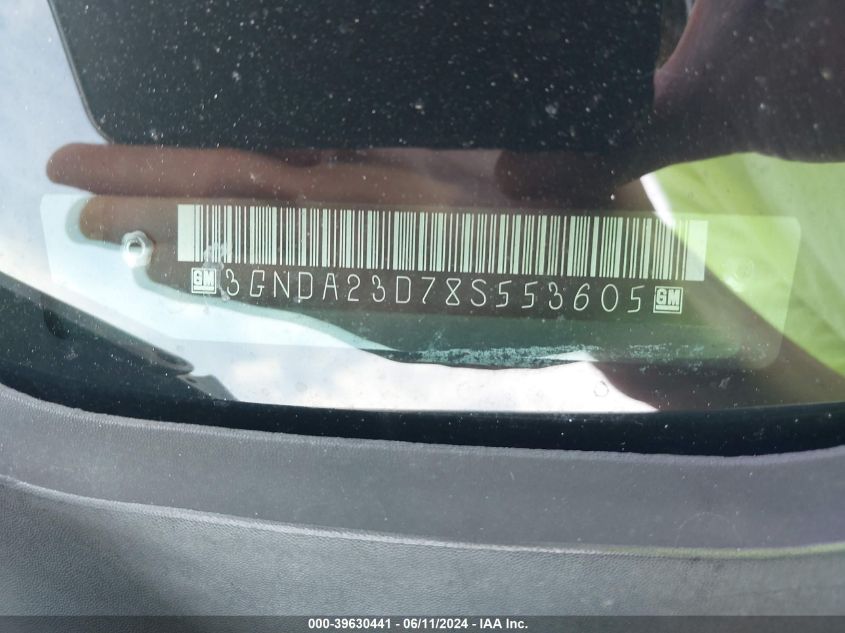 GM 3GNDA23D78S553605 GM
000-39630441 - 06/11/2024 - IAA Inc.